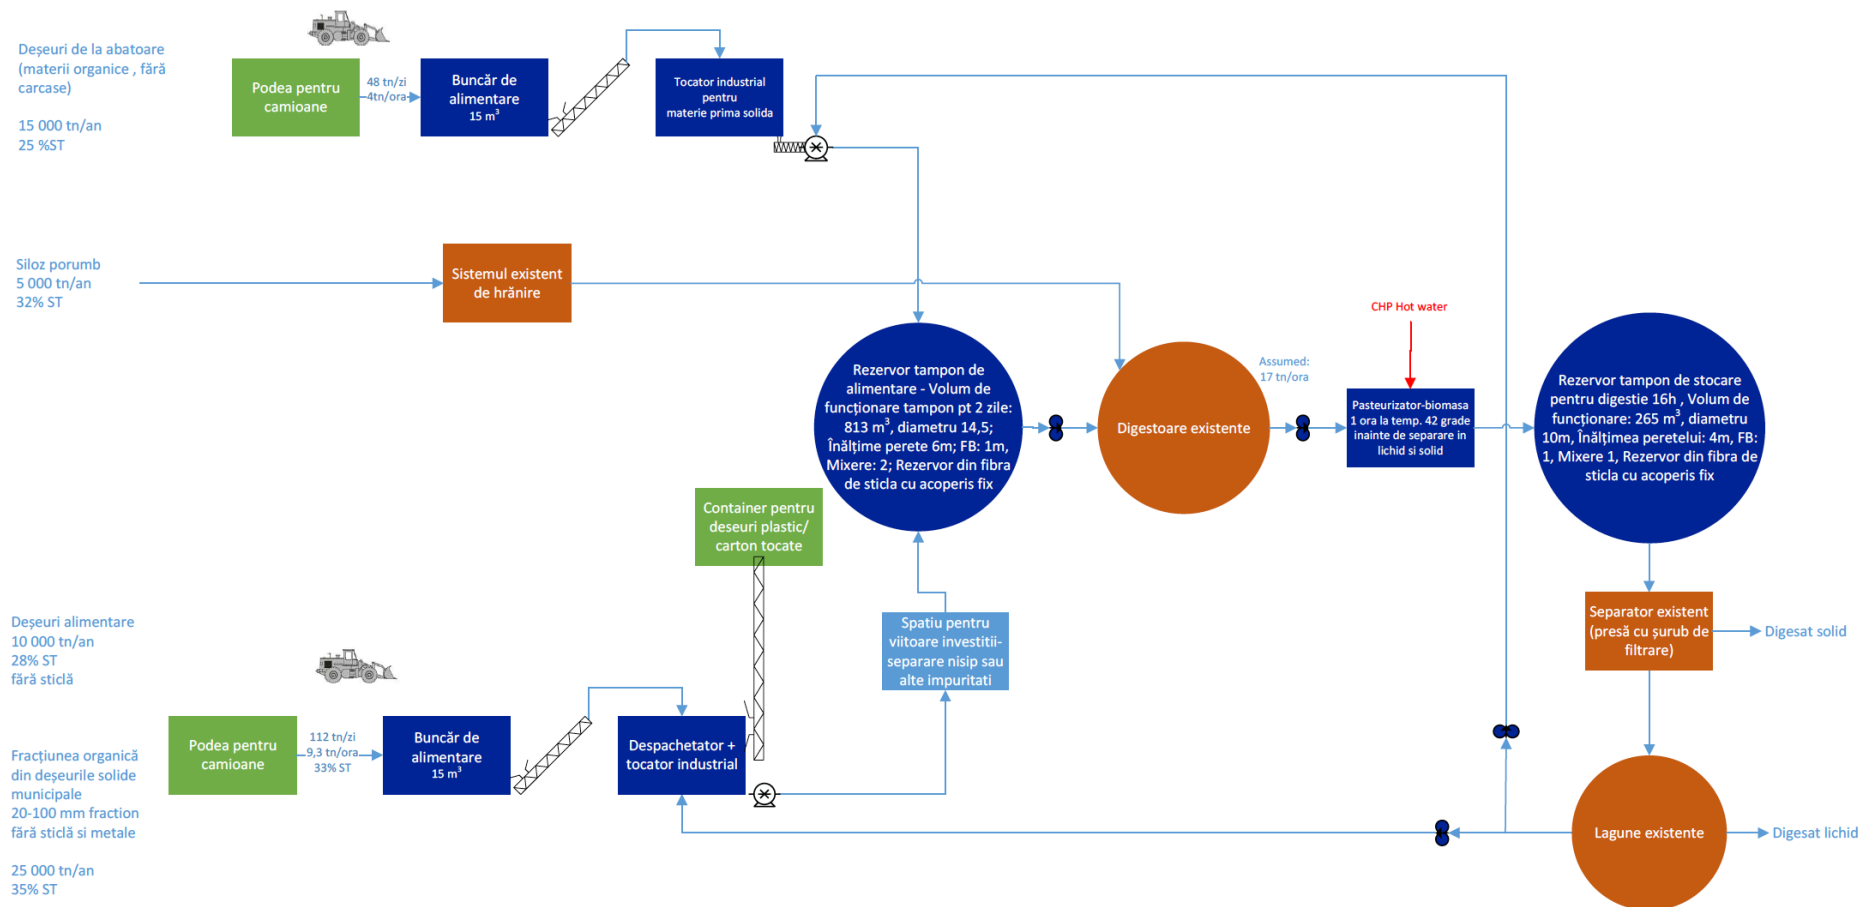 Deșeuri de la abatoare
(materii organice , fără
carcase)
15 000 tn/an
25 %ST
Podea pentru
camioane
48 tn/zi
4tn/ora
Buncăr de
alimentare
15 m³
Tocator industrial
pentru
materie prima solida
Siloz porumb
5 000 tn/an
32% ST
Sistemul existent
de hrănire
Rezervor tampon de
alimentare - Volum de
funcționare tampon pt 2 zile:
813 m³, diametru 14,5;
Înălțime perete 6m; FB: 1m,
Mixere: 2; Rezervor din fibra
de sticla cu acoperis fix
Digestoare existente
Assumed:
17 tn/ora
CHP Hot water
Pasteurizator-biomasa
1 ora la temp. 42 grade
inainte de separare in
lichid si solid
Rezervor tampon de stocare
pentru digestie 16h , Volum de
funcționare: 265 m³, diametru
10m, Înălțimea peretelui: 4m, FB:
1, Mixere 1, Rezervor din fibra de
sticla cu acoperis fix
Container pentru
deseuri plastic/
carton tocate
Spatiu pentru
viitoare investitii-
separare nisip sau
alte impuritati
Separator existent
(presă cu șurub de
filtrare)
Digesat solid
Deșeuri alimentare
10 000 tn/an
28% ST
fără sticlă
Podea pentru
camioane
112 tn/zi
9,3 tn/ora
33% ST
Buncăr de
alimentare
15 m³
Despachetator +
tocator industrial
Fracțiunea organică
din deșeurile solide
municipale
20-100 mm fraction
fără sticlă si metale
25 000 tn/an
35% ST
Lagune existente
Digesat lichid